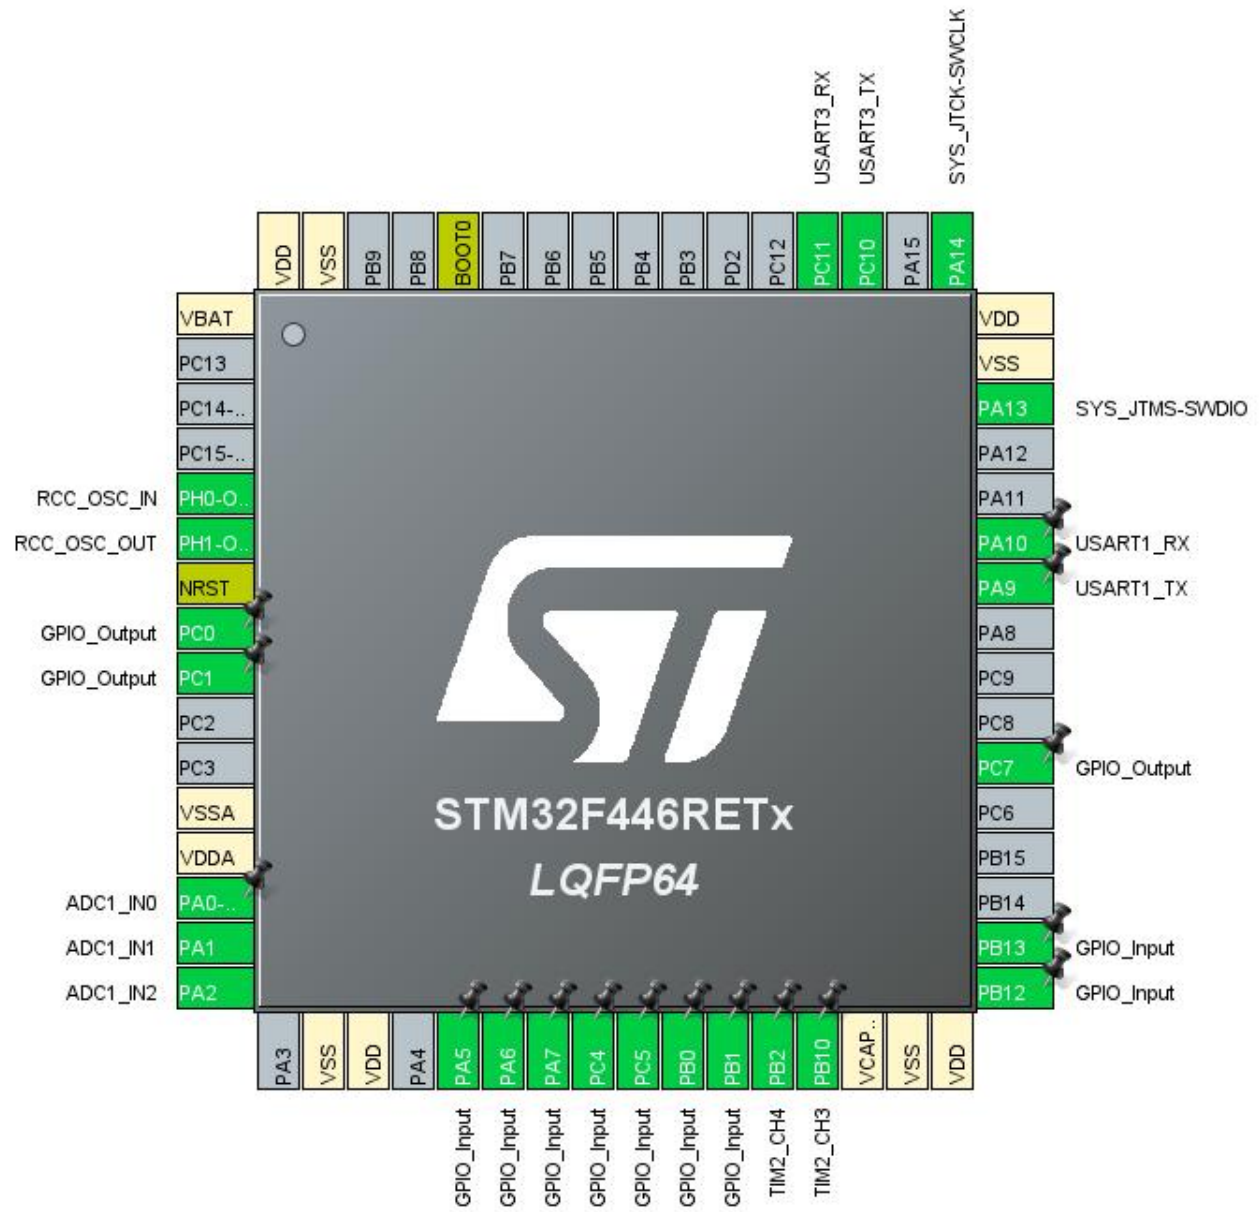 USART3_RX
USART3_TX
SYS_JTCK-SWCLK
VDD
VSS
PB9
PB8
BOOT0
PB7
PB6
PB5
PB4
PB3
PD2
PC12
PC11
PC10
PA15
PA14
VBAT
PC13
PC14-..
PC15-..
RCC_OSC_IN PH0-O..
RCC_OSC_OUT PH1-O..
NRST
GPIO_Output PC0
GPIO_Output PC1
PC2
PC3
VSSA
VDDA
ADC1_IN0 PA0-..
ADC1_IN1 PA1
ADC1_IN2 PA2
STM32F446RETx
LQFP64
VDD
VSS
PA13 SYS_JTMS-SWDIO
PA12
PA11
PA10 USART1_RX
PA9 USART1_TX
PA8
PC9
PC8
PC7 GPIO_Output
PC6
PB15
PB14
PB13 GPIO_Input
PB12 GPIO_Input
PA3
VSS
VDD
PA4
PA5
PA6
PA7
PC4
PC5
PB0
PB1
PB2
PB10
VCAP..
VSS
VDD
GPIO_Input
GPIO_Input
GPIO_Input
GPIO_Input
GPIO_Input
GPIO_Input
GPIO_Input
TIM2_CH4
TIM2_CH3